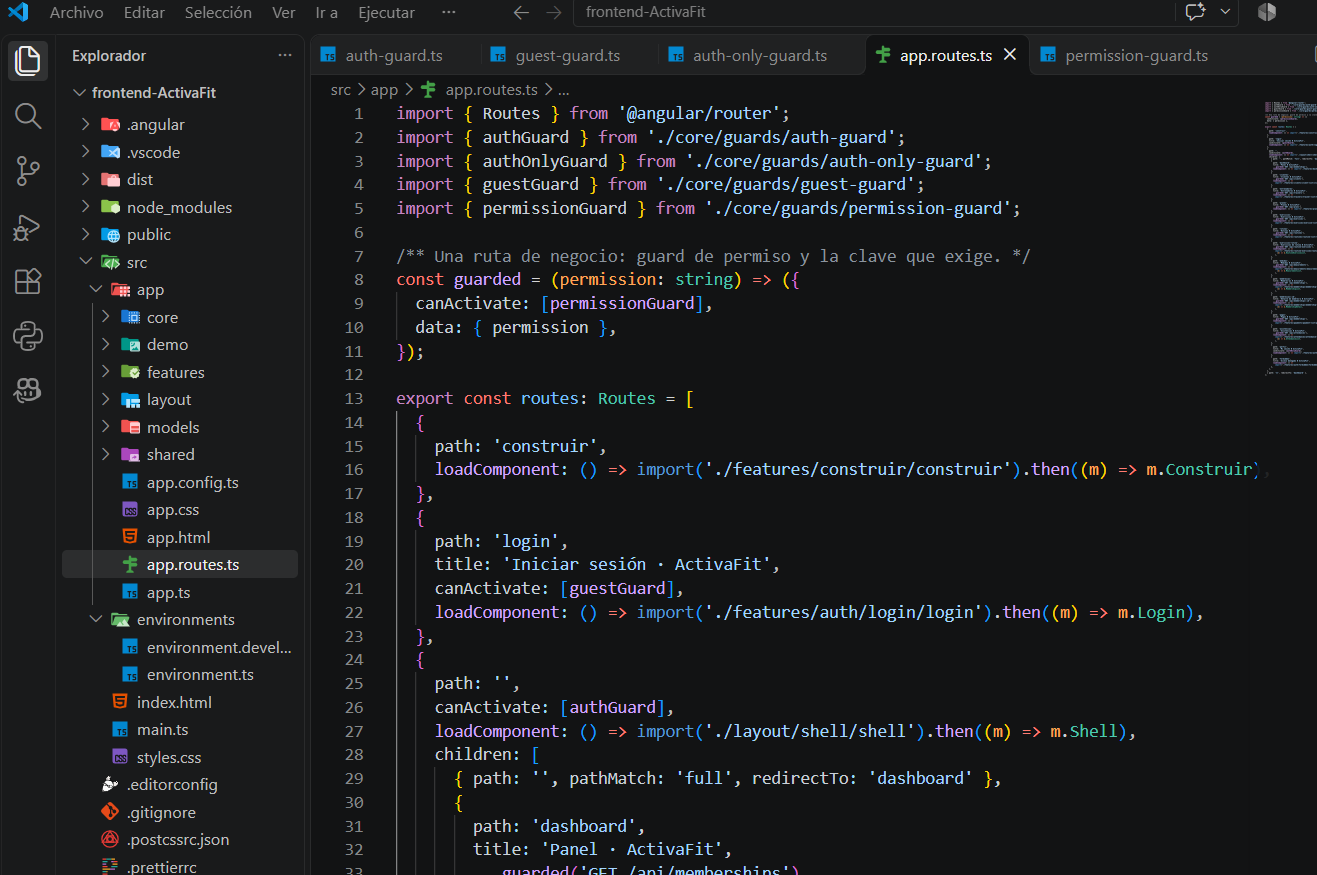 Archivo Editar Selección Ver Ir a Ejecutar ··· ← → frontend-ActivaFit
Explorador ···
frontend-ActivaFit
.angular
.vscode
dist
node_modules
public
src
app
core
demo
features
layout
models
shared
app.config.ts
app.css
app.html
app.routes.ts
app.ts
environments
environment.devel...
environment.ts
index.html
main.ts
styles.css
.editorconfig
.gitignore
.postcssrc.json
.prettierrc
auth-guard.ts guest-guard.ts auth-only-guard.ts app.routes.ts permission-guard.ts
src > app > app.routes.ts > ...
1 import { Routes } from '@angular/router';
2 import { authGuard } from './core/guards/auth-guard';
3 import { authOnlyGuard } from './core/guards/auth-only-guard';
4 import { guestGuard } from './core/guards/guest-guard';
5 import { permissionGuard } from './core/guards/permission-guard';
6
7 /** Una ruta de negocio: guard de permiso y la clave que exige. */
8 const guarded = (permission: string) => ({
9   canActivate: [permissionGuard],
10   data: { permission },
11 });
12
13 export const routes: Routes = [
14   {
15     path: 'construir',
16     loadComponent: () => import('./features/construir/construir').then((m) => m.Construir),
17   },
18   {
19     path: 'login',
20     title: 'Iniciar sesión · ActivaFit',
21     canActivate: [guestGuard],
22     loadComponent: () => import('./features/auth/login/login').then((m) => m.Login),
23   },
24   {
25     path: '',
26     canActivate: [authGuard],
27     loadComponent: () => import('./layout/shell/shell').then((m) => m.Shell),
28     children: [
29       { path: '', pathMatch: 'full', redirectTo: 'dashboard' },
30       {
31         path: 'dashboard',
32         title: 'Panel · ActivaFit',
33         ...guarded('GET /api/memberships')